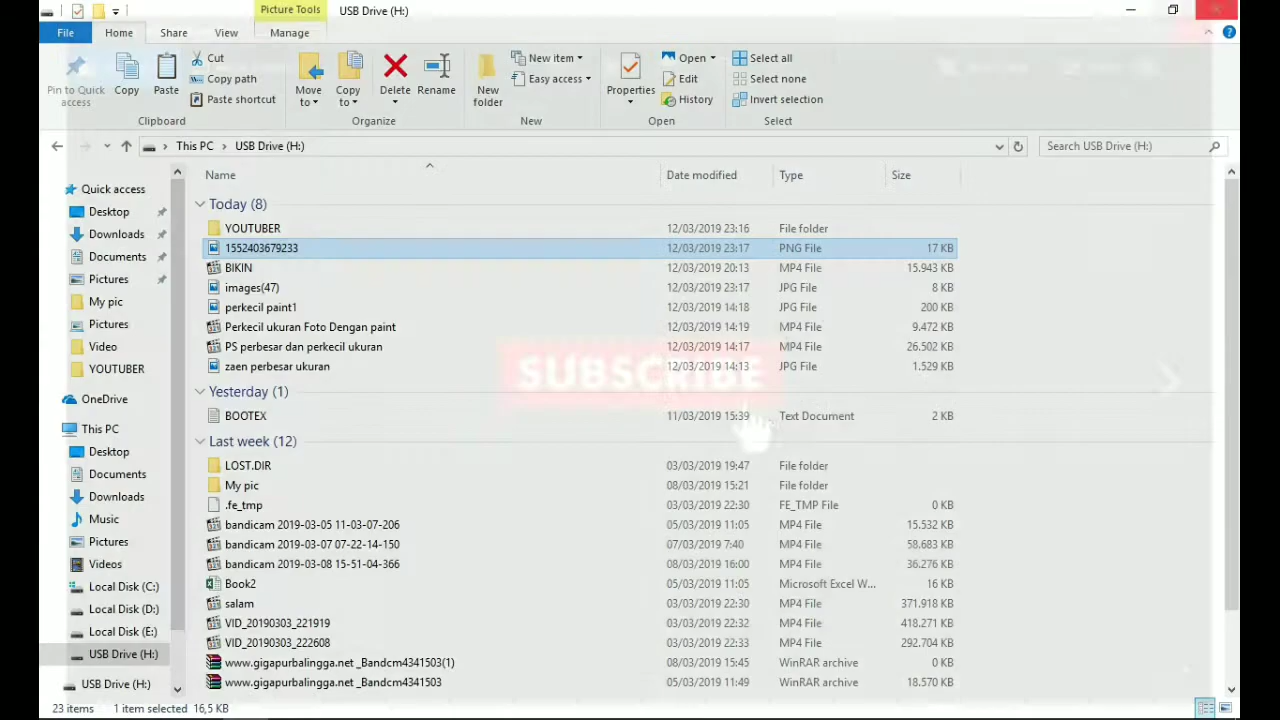 Picture Tools USB Drive (H:)
File Home Share View Manage
Pin to Quick access
Copy
Paste
Cut
Copy path
Paste shortcut
Clipboard
Move to
Copy to
Delete
Rename
Organize
New folder
New item
Easy access
New
Properties
Open
Edit
History
Open
Select all
Select none
Invert selection
Select
This PC > USB Drive (H:) Search USB Drive (H:)
Quick access
Desktop
Downloads
Documents
Pictures
My pic
Pictures
Video
YOUTUBER
OneDrive
This PC
Desktop
Documents
Downloads
Music
Pictures
Videos
Local Disk (C:)
Local Disk (D:)
Local Disk (E:)
USB Drive (H:)
USB Drive (H:)
Name Date modified Type Size
Today (8)
YOUTUBER 12/03/2019 23:16 File folder
1552403679233 12/03/2019 23:17 PNG File 17 KB
BIKIN 12/03/2019 20:13 MP4 File 15.943 KB
images(47) 12/03/2019 23:17 JPG File 8 KB
perkecil paint1 12/03/2019 14:18 JPG File 200 KB
Perkecil ukuran Foto Dengan paint 12/03/2019 14:19 MP4 File 9.472 KB
PS perbesar dan perkecil ukuran 12/03/2019 14:17 MP4 File 26.502 KB
zaen perbesar ukuran 12/03/2019 14:13 JPG File 1.529 KB
SUBSCRIBE
Yesterday (1)
BOOTEX 11/03/2019 15:39 Text Document 2 KB
Last week (12)
LOST.DIR 03/03/2019 19:47 File folder
My pic 08/03/2019 15:21 File folder
.fe_tmp 03/03/2019 22:30 FE_TMP File 0 KB
bandicam 2019-03-05 11-03-07-206 05/03/2019 11:05 MP4 File 15.532 KB
bandicam 2019-03-07 07-22-14-150 07/03/2019 7:40 MP4 File 58.683 KB
bandicam 2019-03-08 15-51-04-366 08/03/2019 16:00 MP4 File 36.276 KB
Book2 05/03/2019 11:05 Microsoft Excel W... 16 KB
salam 03/03/2019 22:30 MP4 File 371.918 KB
VID_20190303_221919 03/03/2019 22:32 MP4 File 418.271 KB
VID_20190303_222608 03/03/2019 22:33 MP4 File 292.704 KB
www.gigapurbalingga.net _Bandcm4341503(1) 08/03/2019 15:45 WinRAR archive 0 KB
www.gigapurbalingga.net _Bandcm4341503 05/03/2019 11:49 WinRAR archive 18.570 KB
23 items 1 item selected 16,5 KB